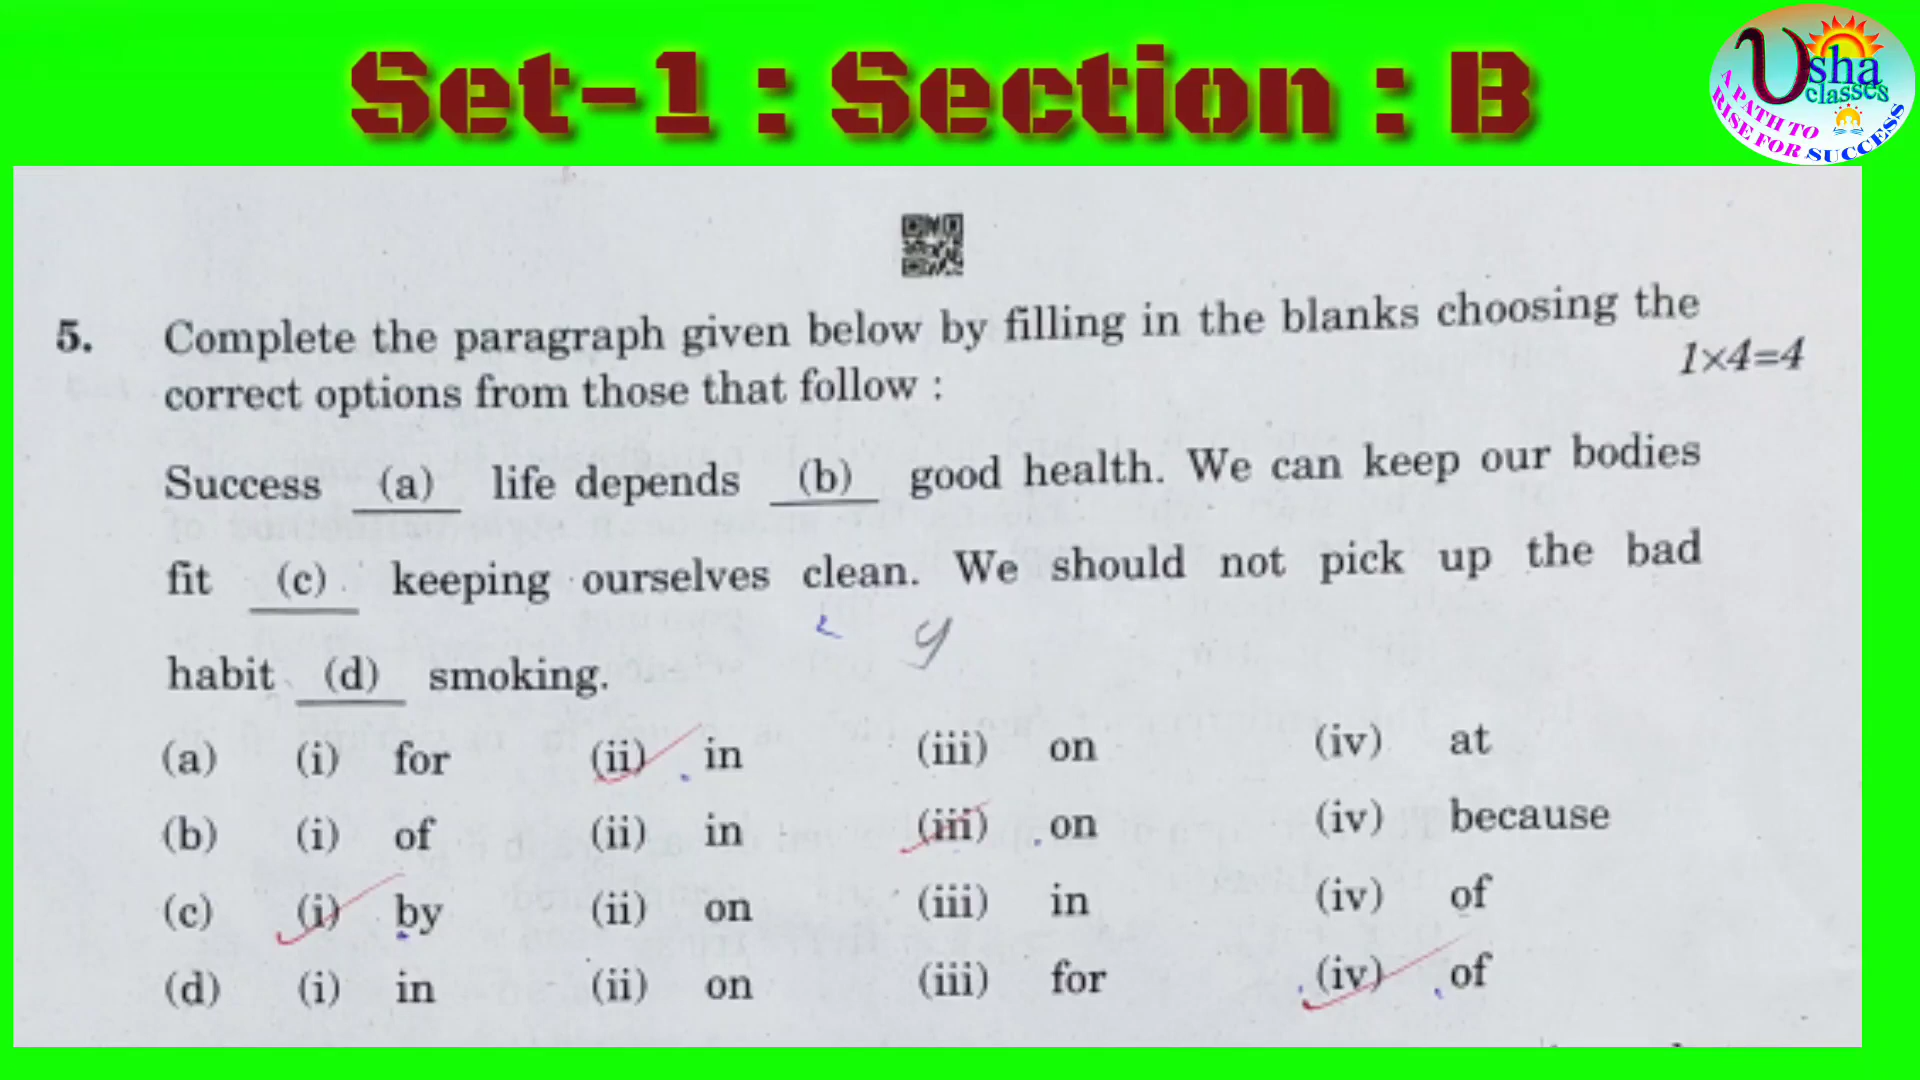 Set-1 : Section : B
Usha
classes
A PATH TO
RISE FOR SUCCESS
5. Complete the paragraph given below by filling in the blanks choosing the
correct options from those that follow : 1×4=4
Success (a) life depends (b) good health. We can keep our bodies
fit (c) keeping ourselves clean. We should not pick up the bad
habit (d) smoking.
(a) (i) for (ii) in (iii) on (iv) at
(b) (i) of (ii) in (iii) on (iv) because
(c) (i) by (ii) on (iii) in (iv) of
(d) (i) in (ii) on (iii) for (iv) of